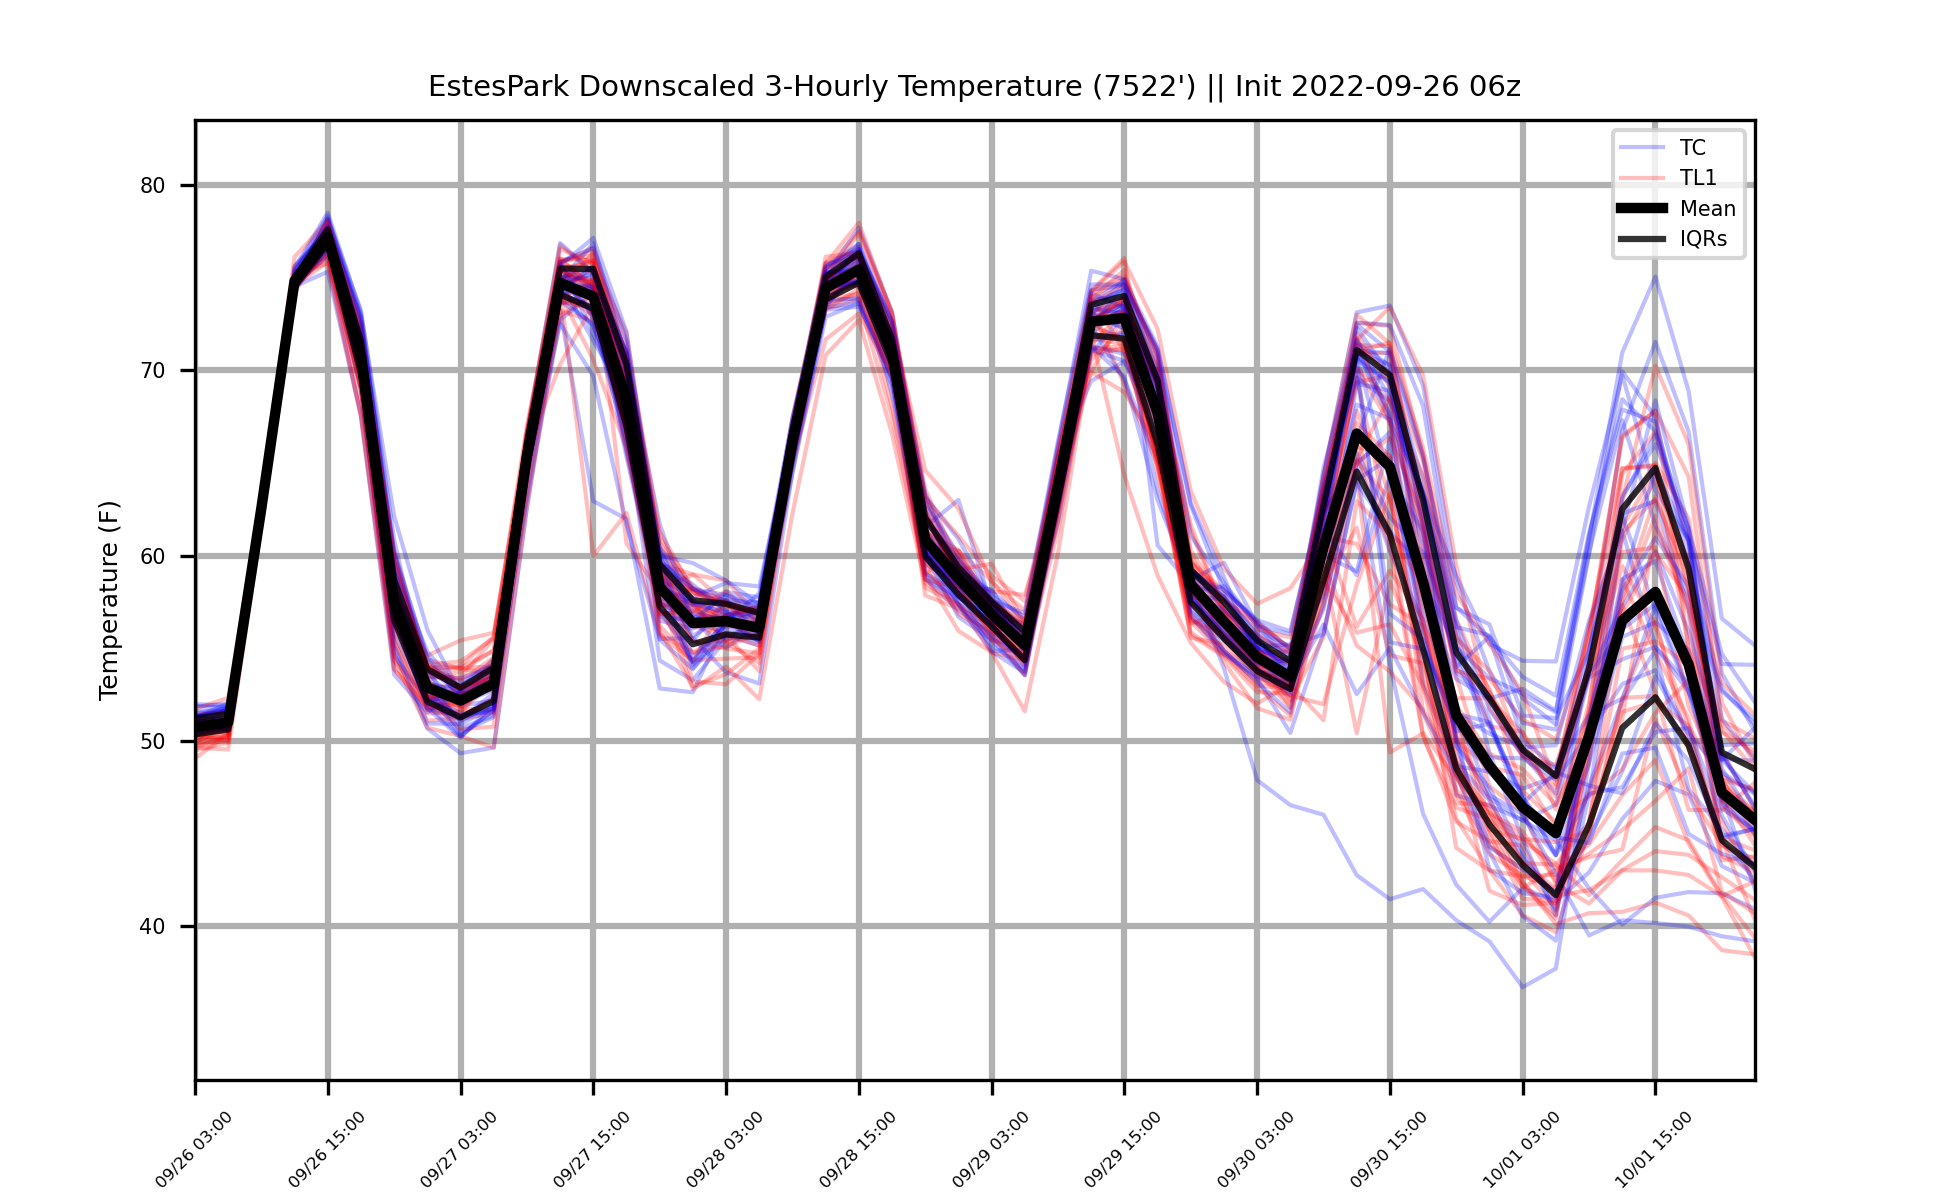 EstesPark Downscaled 3-Hourly Temperature (7522') || Init 2022-09-26 06z
TC
TL1
Mean
IQRs
Temperature (F)
80
70
60
50
40
09/26 03:00
09/26 15:00
09/27 03:00
09/27 15:00
09/28 03:00
09/28 15:00
09/29 03:00
09/29 15:00
09/30 03:00
09/30 15:00
10/01 03:00
10/01 15:00